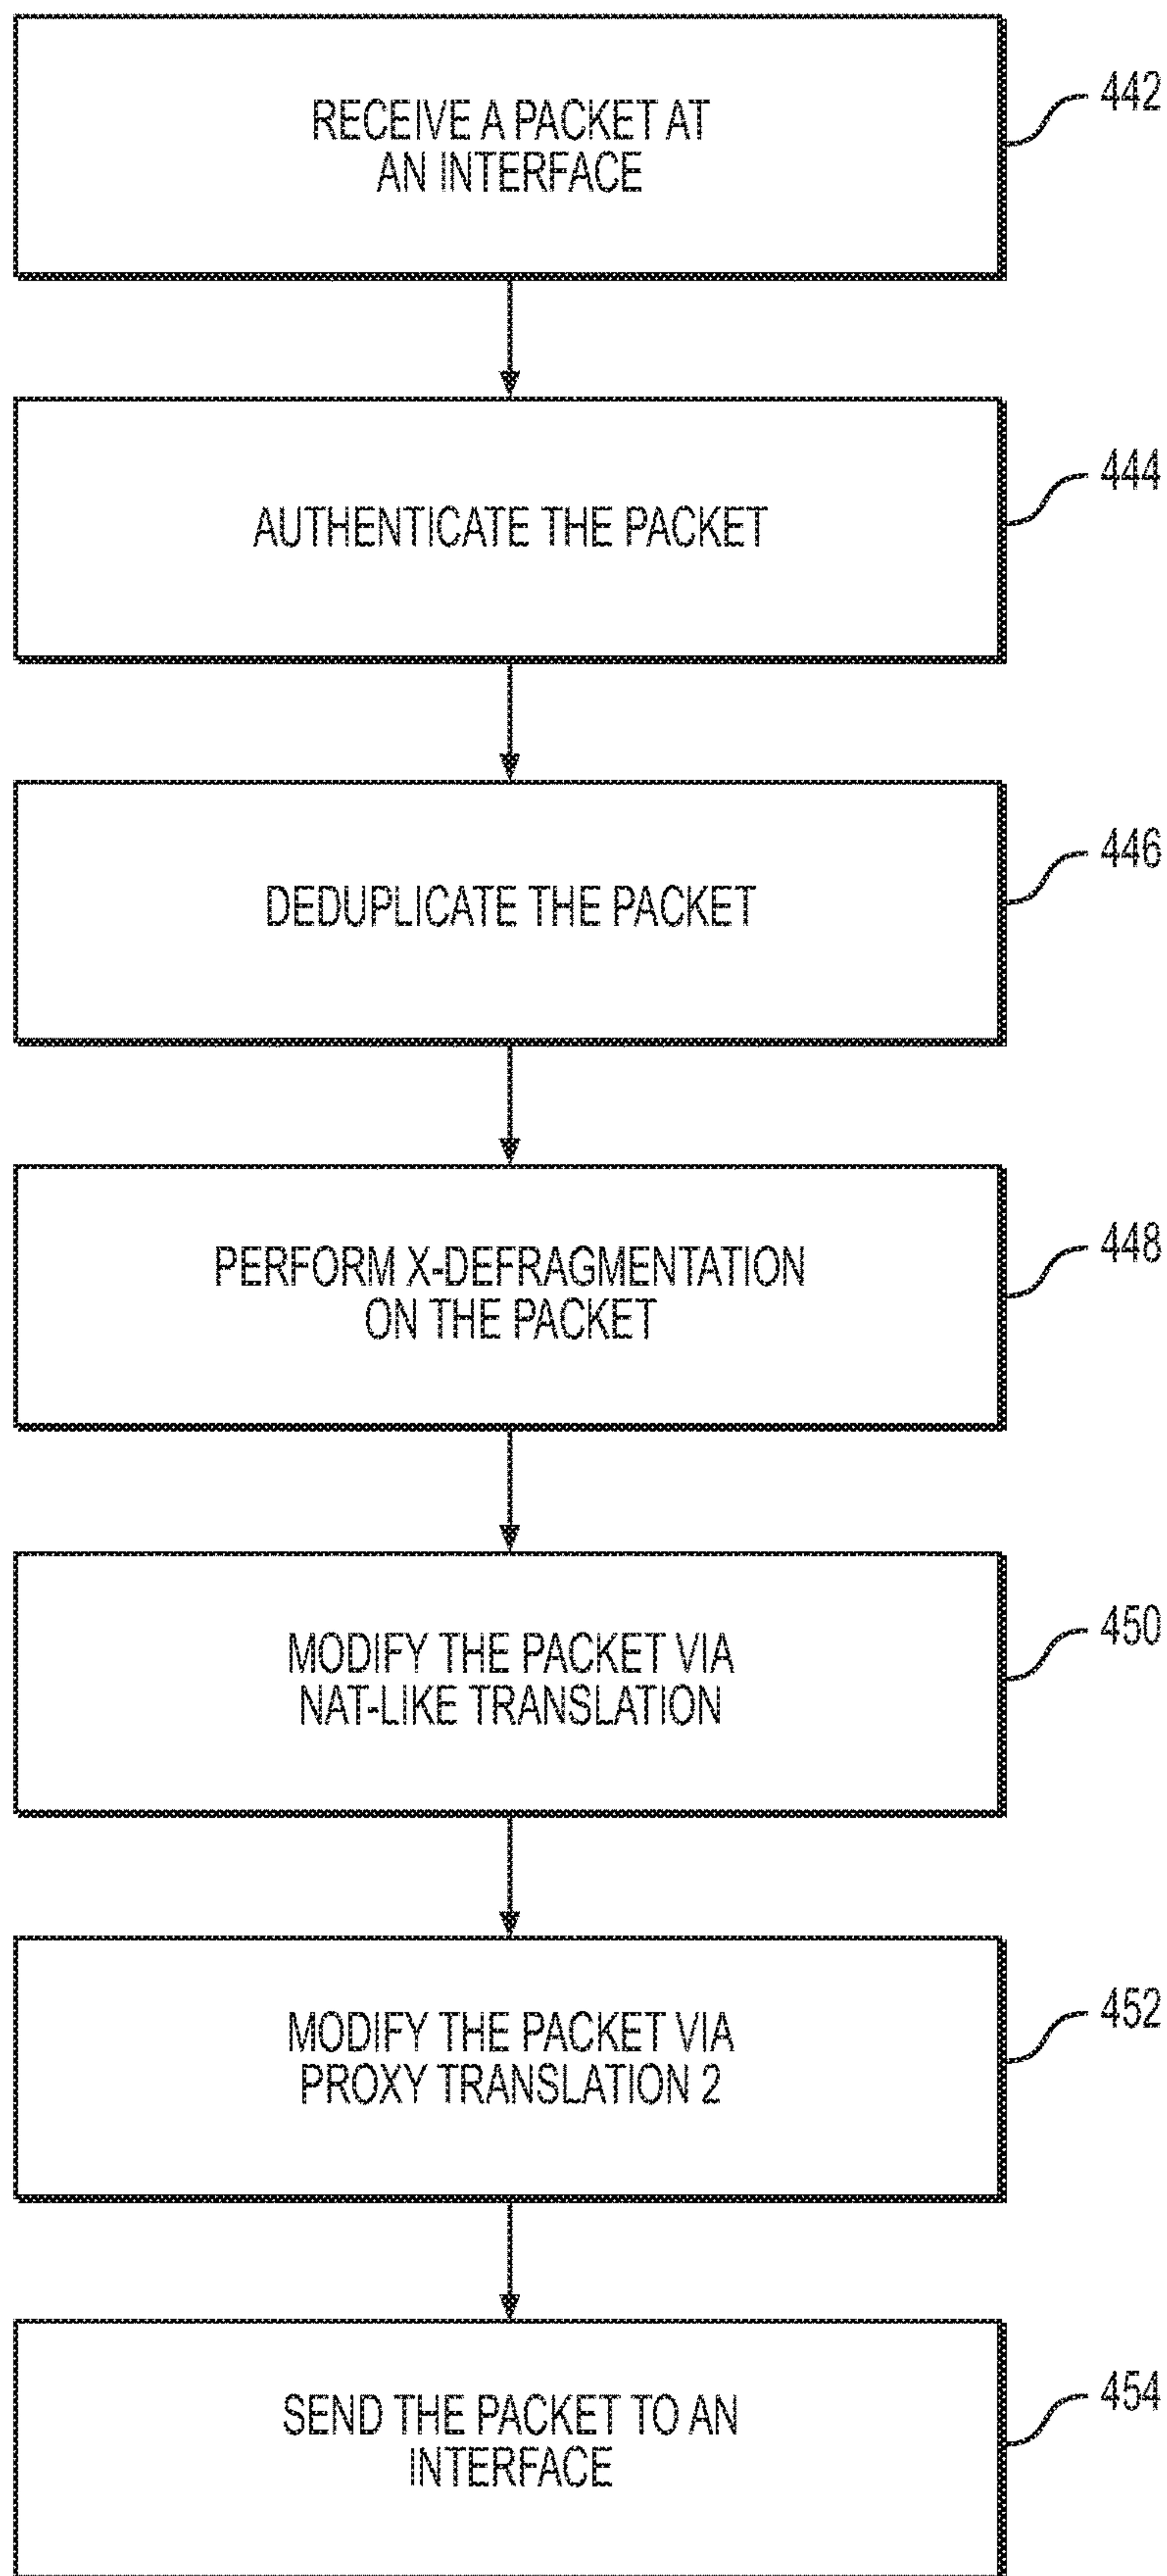 RECEIVE A PACKET AT
AN INTERFACE
442
AUTHENTICATE THE PACKET
444
DEDUPLICATE THE PACKET
446
PERFORM X-DEFRAGMENTATION
ON THE PACKET
448
MODIFY THE PACKET VIA
NAT-LIKE TRANSLATION
450
MODIFY THE PACKET VIA
PROXY TRANSLATION 2
452
SEND THE PACKET TO AN
INTERFACE
454